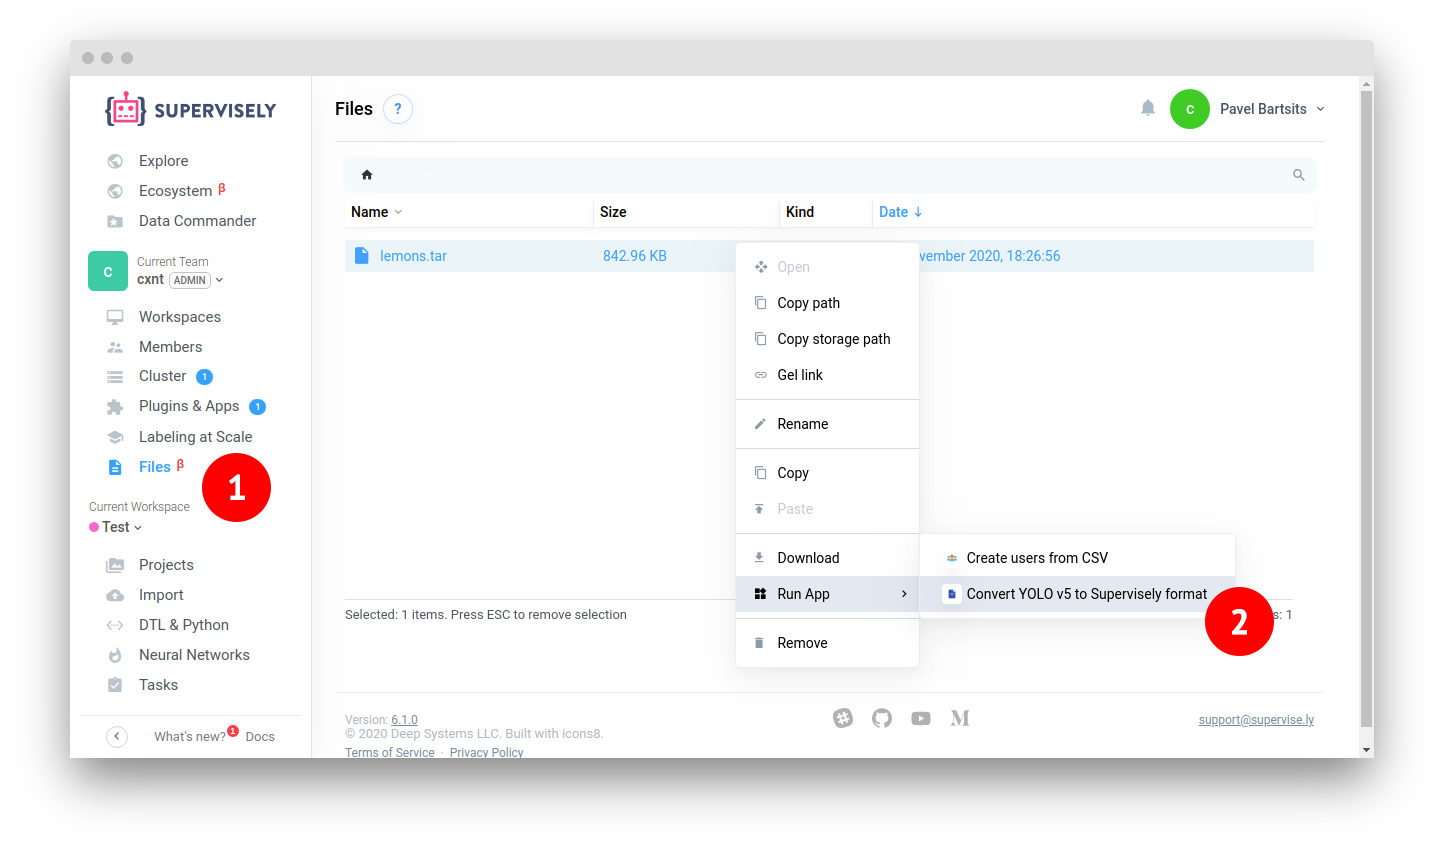 SUPERVISELY
Explore
Ecosystem β
Data Commander
C
Current Team
cxnt ADMIN
Workspaces
Members
Cluster 1
Plugins & Apps 1
Labeling at Scale
Files β
1
Current Workspace
Test
Projects
Import
DTL & Python
Neural Networks
Tasks
What's new? 1 Docs
Files ?
C Pavel Bartsits
Name Size Kind Date
lemons.tar 842.96 KB vember 2020, 18:26:56
Open
Copy path
Copy storage path
Gel link
Rename
Copy
Paste
Download
Run App
Remove
Create users from CSV
Convert YOLO v5 to Supervisely format
2
Selected: 1 items. Press ESC to remove selection s: 1
Version: 6.1.0
© 2020 Deep Systems LLC. Built with icons8.
Terms of Service · Privacy Policy
support@supervise.ly